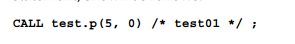 CALL test.p(5, 0) /* test01 */ ;